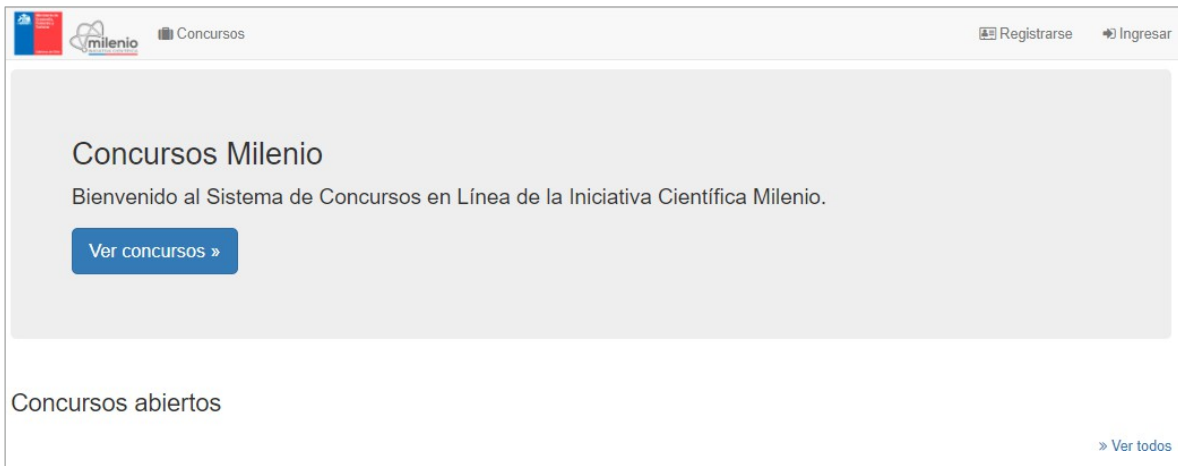 milenio
Concursos
Registrarse
Ingresar
Concursos Milenio
Bienvenido al Sistema de Concursos en Línea de la Iniciativa Científica Milenio.
Ver concursos »
Concursos abiertos
» Ver todos